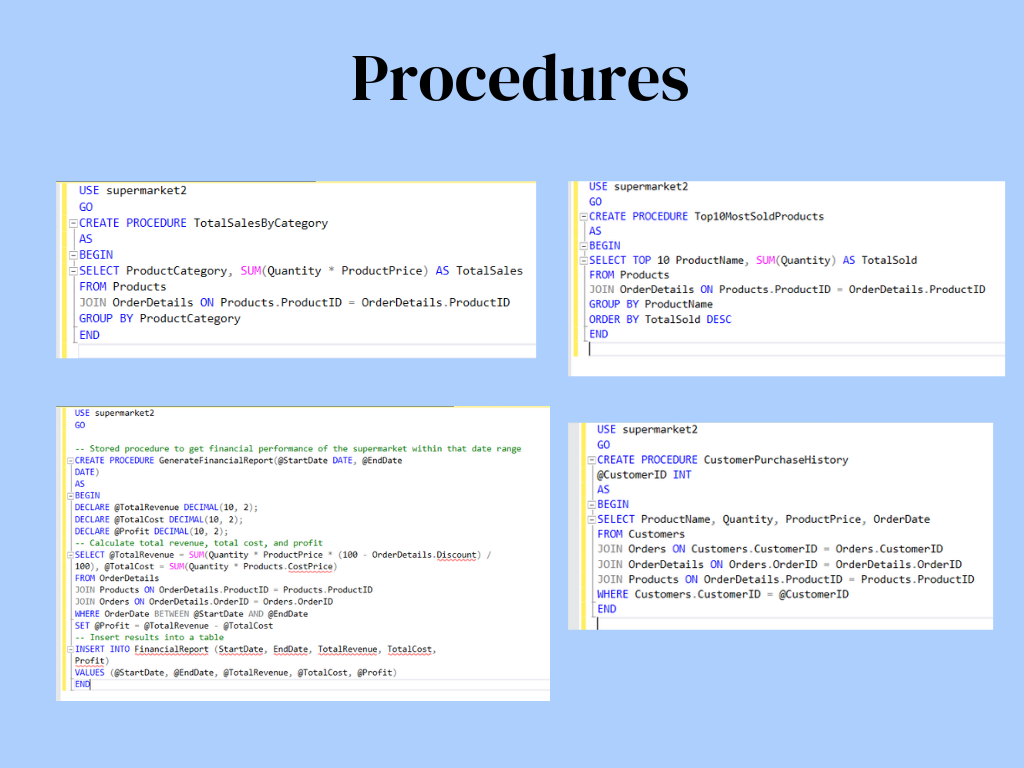 Procedures
USE supermarket2
GO
CREATE PROCEDURE TotalSalesByCategory
AS
BEGIN
SELECT ProductCategory, SUM(Quantity * ProductPrice) AS TotalSales
FROM Products
JOIN OrderDetails ON Products.ProductID = OrderDetails.ProductID
GROUP BY ProductCategory
END
USE supermarket2
GO
CREATE PROCEDURE Top10MostSoldProducts
AS
BEGIN
SELECT TOP 10 ProductName, SUM(Quantity) AS TotalSold
FROM Products
JOIN OrderDetails ON Products.ProductID = OrderDetails.ProductID
GROUP BY ProductName
ORDER BY TotalSold DESC
END
USE supermarket2
GO
-- Stored procedure to get financial performance of the supermarket within that date range
CREATE PROCEDURE GenerateFinancialReport(@StartDate DATE, @EndDate
DATE)
AS
BEGIN
DECLARE @TotalRevenue DECIMAL(10, 2);
DECLARE @TotalCost DECIMAL(10, 2);
DECLARE @Profit DECIMAL(10, 2);
-- Calculate total revenue, total cost, and profit
SELECT @TotalRevenue = SUM(Quantity * ProductPrice * (100 - OrderDetails.Discount) /
100), @TotalCost = SUM(Quantity * Products.CostPrice)
FROM OrderDetails
JOIN Products ON OrderDetails.ProductID = Products.ProductID
JOIN Orders ON OrderDetails.OrderID = Orders.OrderID
WHERE OrderDate BETWEEN @StartDate AND @EndDate
SET @Profit = @TotalRevenue - @TotalCost
-- Insert results into a table
INSERT INTO FinancialReport (StartDate, EndDate, TotalRevenue, TotalCost,
Profit)
VALUES (@StartDate, @EndDate, @TotalRevenue, @TotalCost, @Profit)
END
USE supermarket2
GO
CREATE PROCEDURE CustomerPurchaseHistory
@CustomerID INT
AS
BEGIN
SELECT ProductName, Quantity, ProductPrice, OrderDate
FROM Customers
JOIN Orders ON Customers.CustomerID = Orders.CustomerID
JOIN OrderDetails ON Orders.OrderID = OrderDetails.OrderID
JOIN Products ON OrderDetails.ProductID = Products.ProductID
WHERE Customers.CustomerID = @CustomerID
END